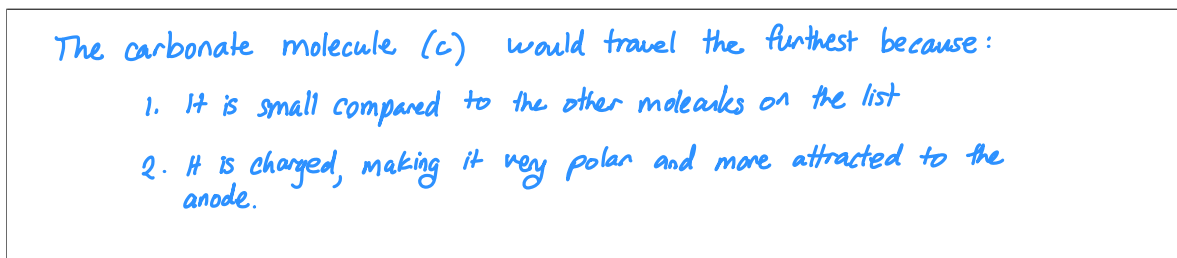 The carbonate molecule (c) would travel the furthest because:
1. It is small compared to the other molecules on the list
2. It is charged, making it very polar and more attracted to the
anode.